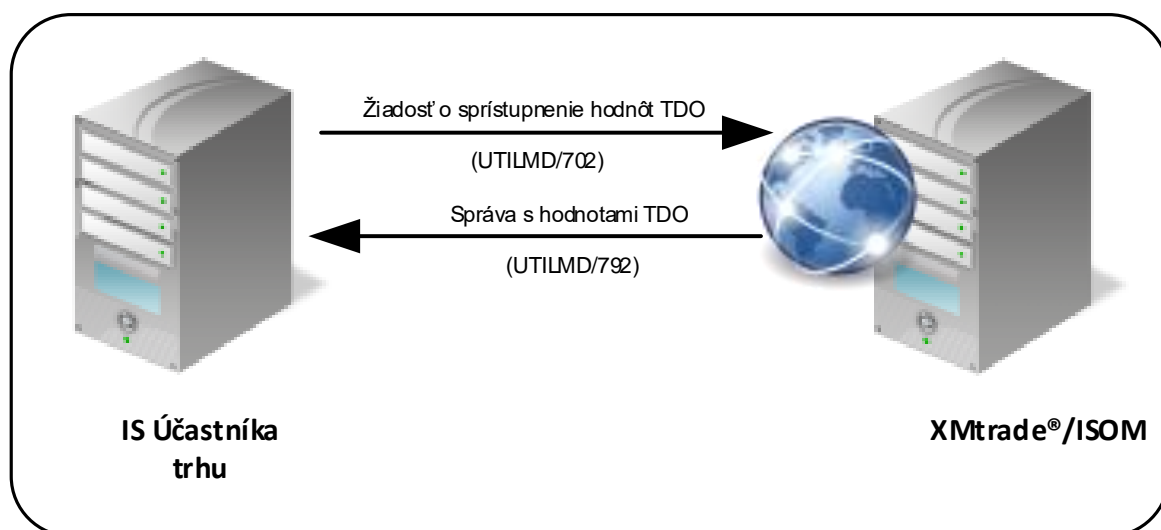 Žiadosť o sprístupnenie hodnôt TDO
(UTILMD/702)
Správa s hodnotami TDO
(UTILMD/792)
IS Účastníka
trhu
XMtrade®/ISOM